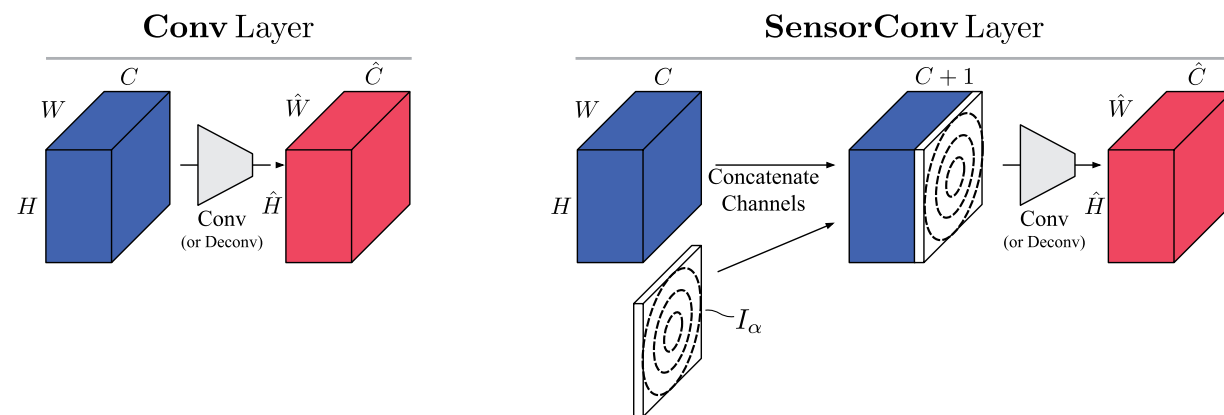 Conv Layer
C
Ĉ
W
Ŵ
H
Ĥ
Conv
(or Deconv)
SensorConv Layer
C
C + 1
Ĉ
W
Ŵ
H
Concatenate
Channels
Ĥ
Conv
(or Deconv)
I_α